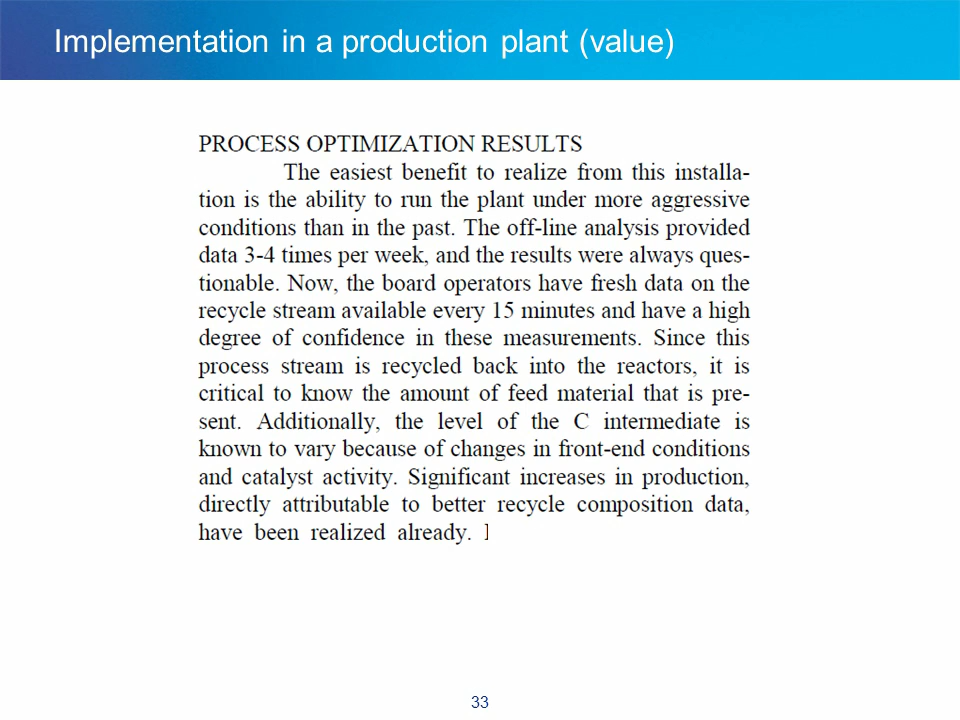 Implementation in a production plant (value)
PROCESS OPTIMIZATION RESULTS
The easiest benefit to realize from this installa-
tion is the ability to run the plant under more aggressive
conditions than in the past. The off-line analysis provided
data 3-4 times per week, and the results were always ques-
tionable. Now, the board operators have fresh data on the
recycle stream available every 15 minutes and have a high
degree of confidence in these measurements. Since this
process stream is recycled back into the reactors, it is
critical to know the amount of feed material that is pre-
sent. Additionally, the level of the C intermediate is
known to vary because of changes in front-end conditions
and catalyst activity. Significant increases in production,
directly attributable to better recycle composition data,
have been realized already.
33